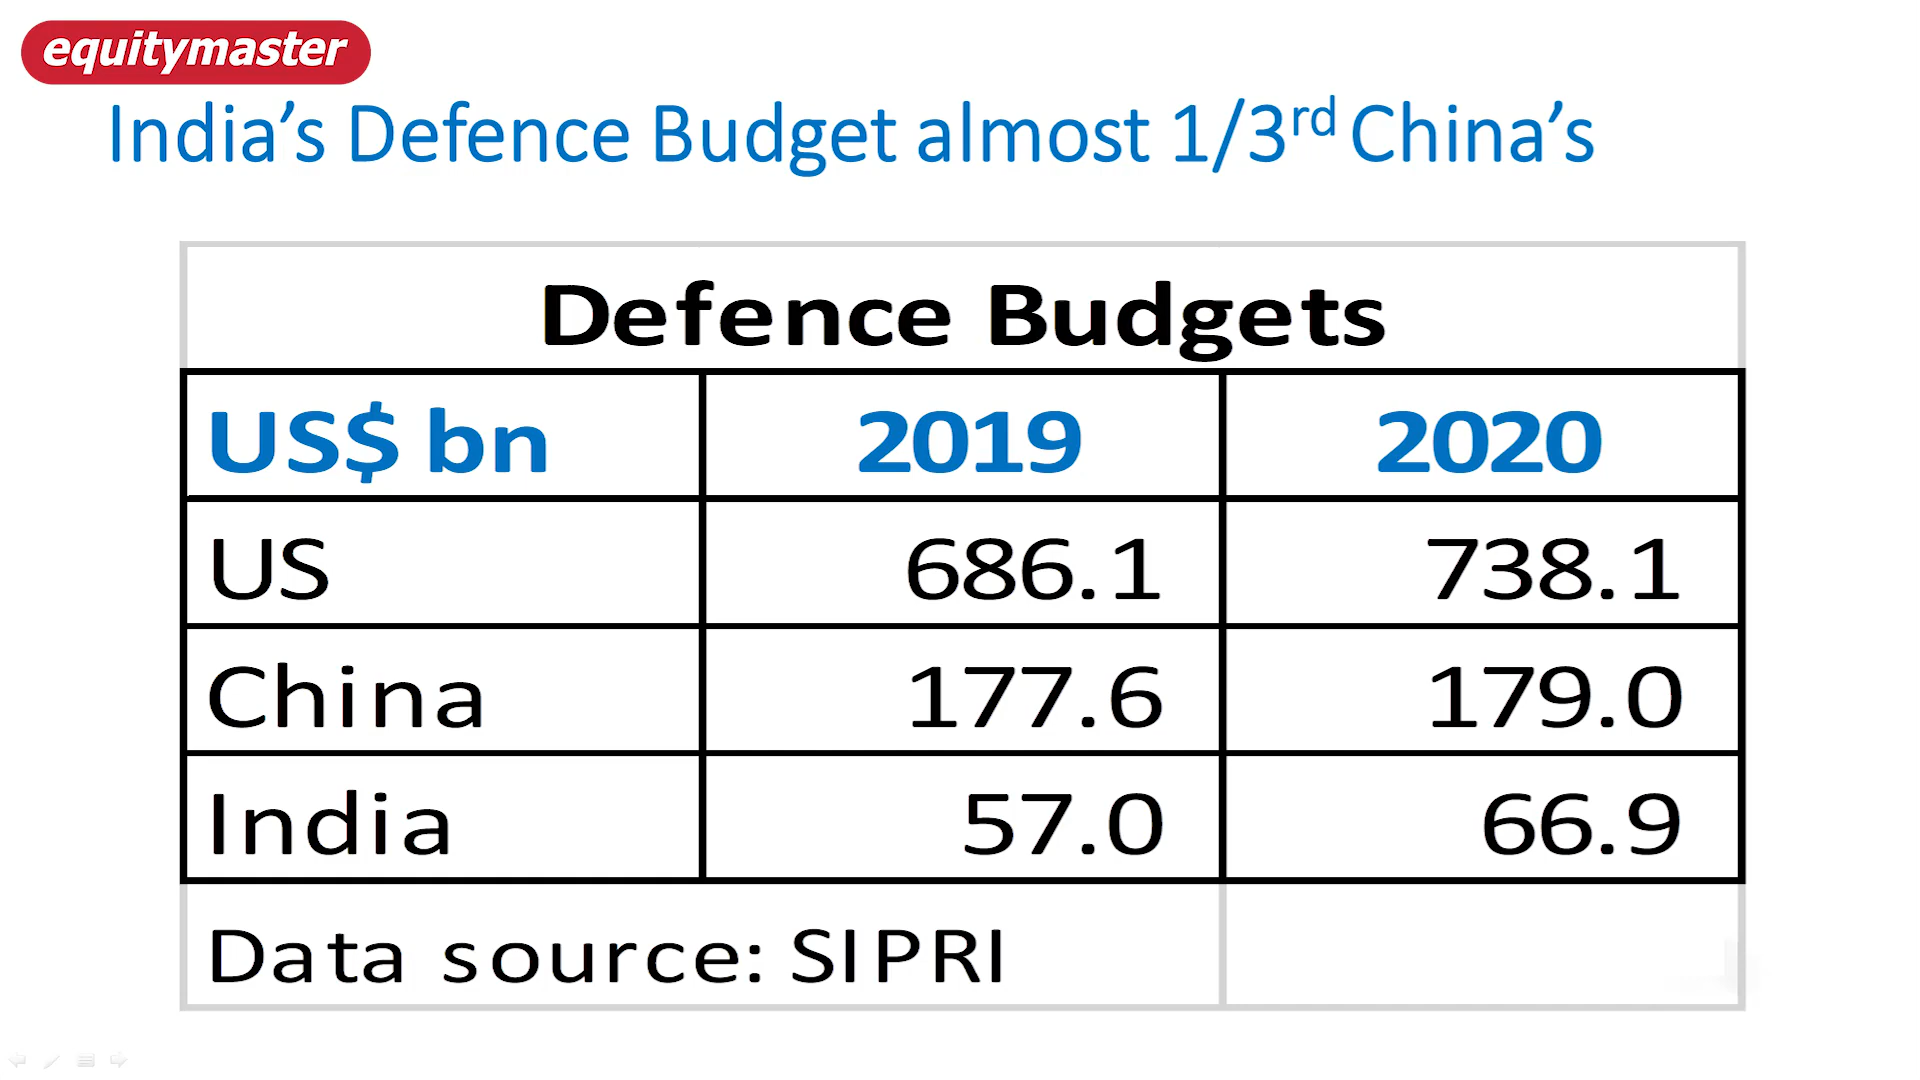 equitymaster
India’s Defence Budget almost 1/3rd China’s
Defence Budgets
US$ bn 2019 2020
US 686.1 738.1
China 177.6 179.0
India 57.0 66.9
Data source: SIPRI